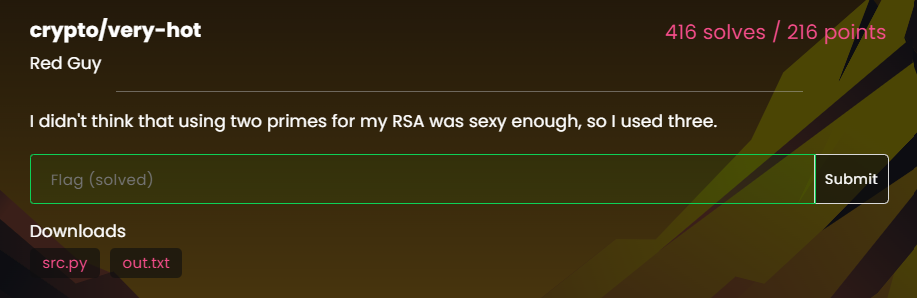 crypto/very-hot
416 solves / 216 points
Red Guy
I didn't think that using two primes for my RSA was sexy enough, so I used three.
Flag (solved)
Submit
Downloads
src.py
out.txt